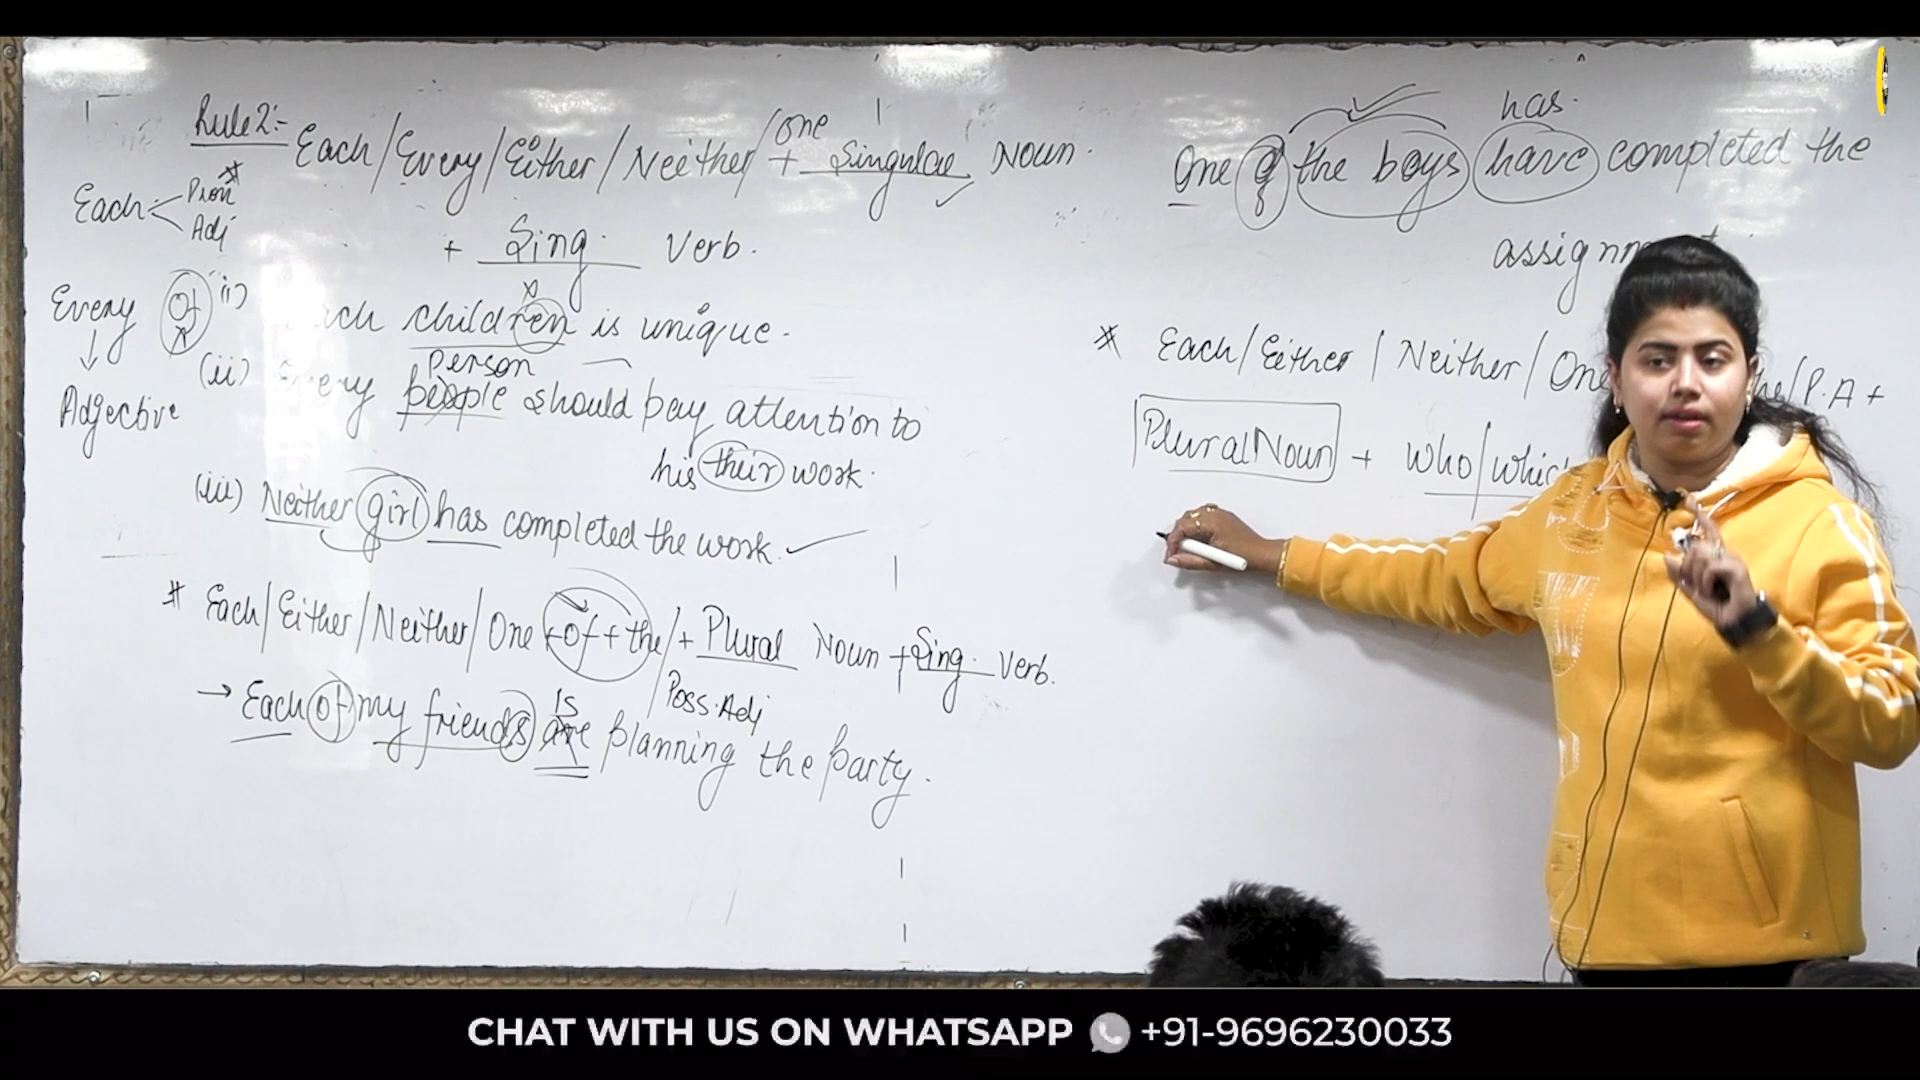 Rule 2:- Each/Every/Either/Neither/one + Singular Noun.
Each Pron Adj
+ Sing. Verb.
Every of
↓
Adjective
(i) children is unique.
(ii) Every people person should pay attention to
his their work.
(iii) Neither girl has completed the work.
* Each/Either/Neither/One + of + the/ + Plural Noun + Sing. Verb.
Poss. Adj
→ Each of my friends are is planning the party.
has.
One of the boys have completed the
assignm
* Each/Either/Neither/One /P.A +
Plural Noun + who/whic
CHAT WITH US ON WHATSAPP +91-9696230033